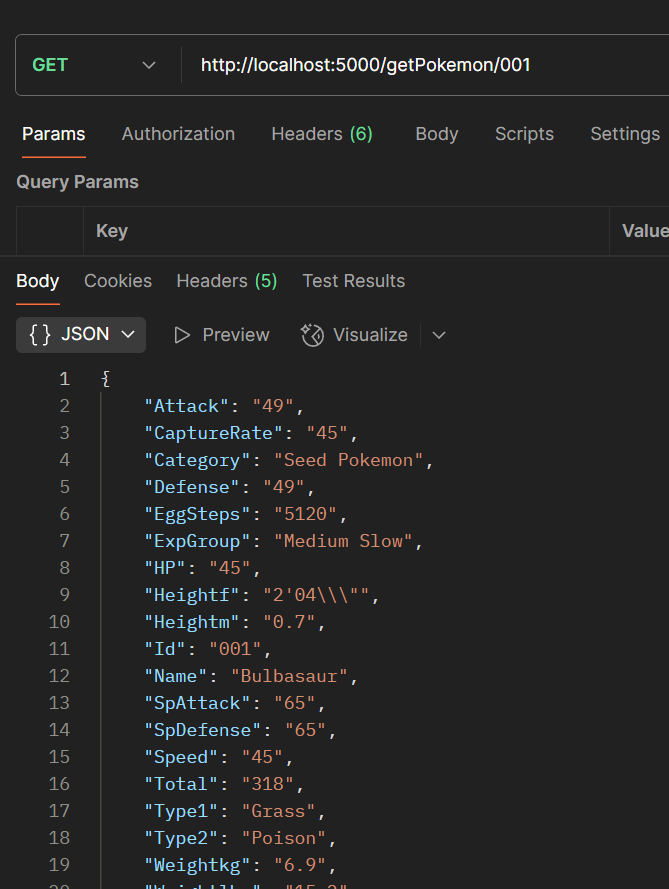 GET http://localhost:5000/getPokemon/001
Params Authorization Headers (6) Body Scripts Settings
Query Params
Key Value
Body Cookies Headers (5) Test Results
{} JSON Preview Visualize
1 {
2 "Attack": "49",
3 "CaptureRate": "45",
4 "Category": "Seed Pokemon",
5 "Defense": "49",
6 "EggSteps": "5120",
7 "ExpGroup": "Medium Slow",
8 "HP": "45",
9 "Heightf": "2'04\\\"",
10 "Heightm": "0.7",
11 "Id": "001",
12 "Name": "Bulbasaur",
13 "SpAttack": "65",
14 "SpDefense": "65",
15 "Speed": "45",
16 "Total": "318",
17 "Type1": "Grass",
18 "Type2": "Poison",
19 "Weightkg": "6.9",